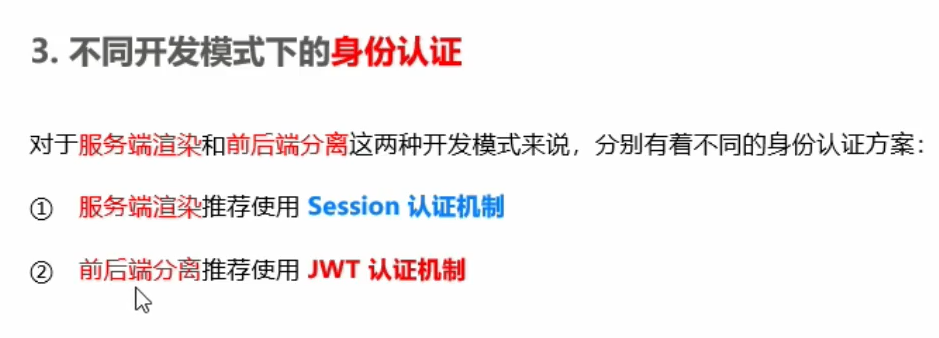 3. 不同开发模式下的身份认证
对于服务端渲染和前后端分离这两种开发模式来说，分别有着不同的身份认证方案：
① 服务端渲染推荐使用 Session 认证机制
② 前后端分离推荐使用 JWT 认证机制